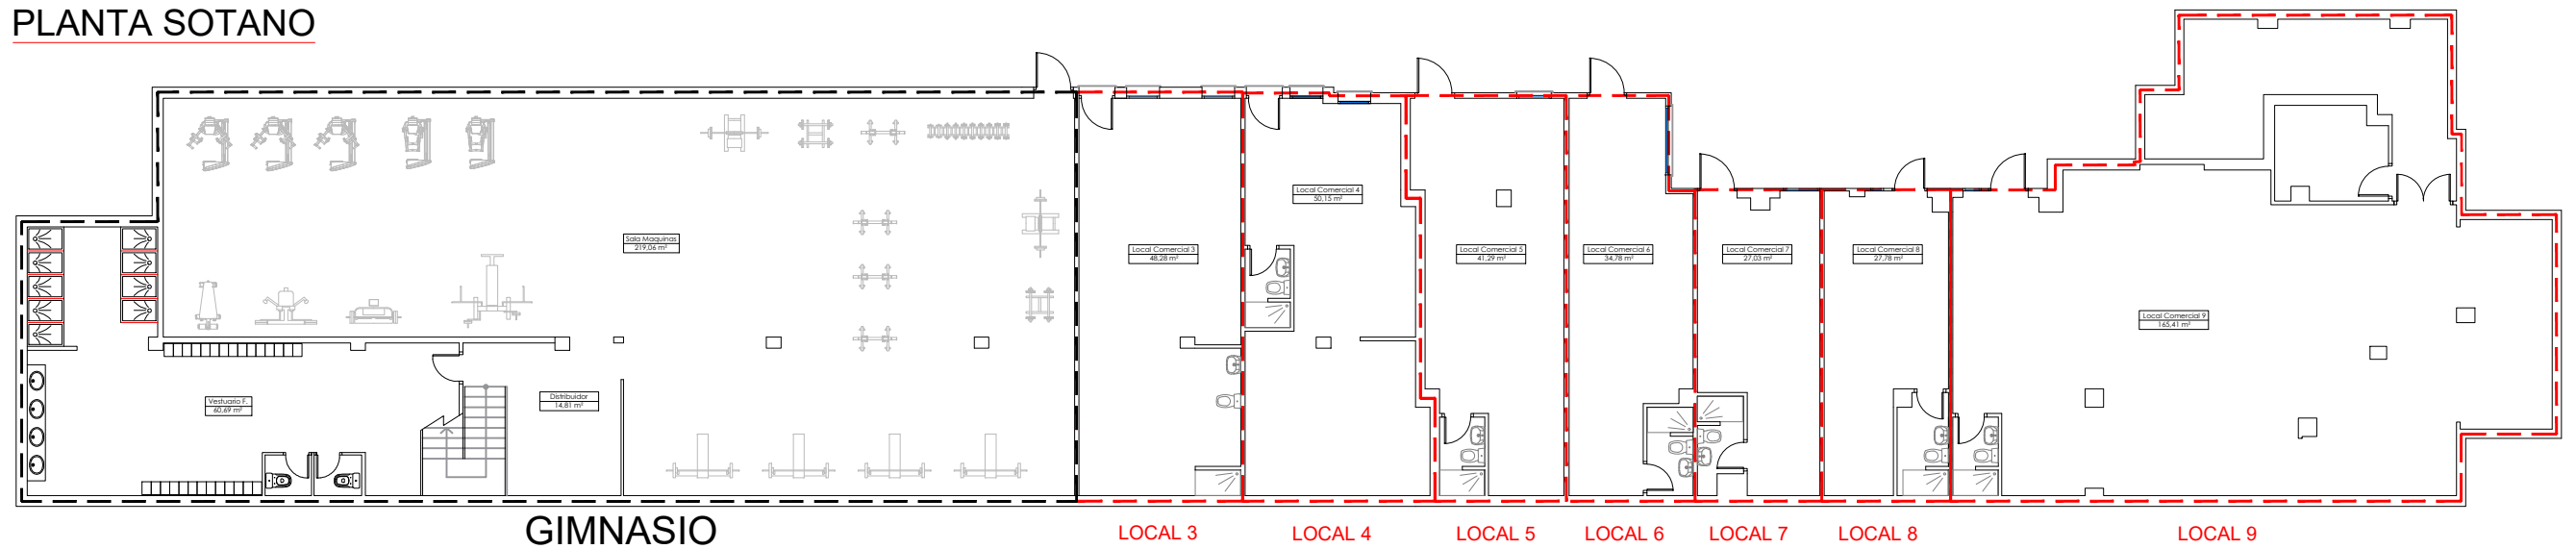 PLANTA SOTANO
Sala Maquinas
219,06 m²
Vestuario F.
60,69 m²
Distribuidor
14,81 m²
Local Comercial 3
48,28 m²
Local Comercial 4
50,15 m²
Local Comercial 5
41,29 m²
Local Comercial 6
34,78 m²
Local Comercial 7
27,03 m²
Local Comercial 8
27,78 m²
Local Comercial 9
165,41 m²
GIMNASIO
LOCAL 3
LOCAL 4
LOCAL 5
LOCAL 6
LOCAL 7
LOCAL 8
LOCAL 9